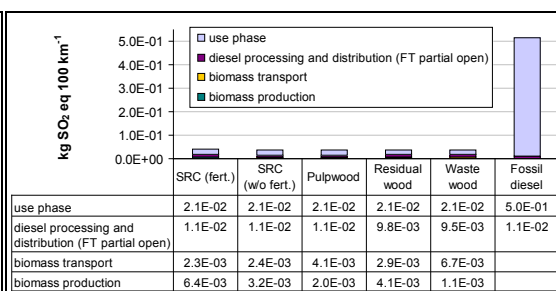 kg SO₂ eq 100 km⁻¹
5.0E-01
4.0E-01
3.0E-01
2.0E-01
1.0E-01
0.0E+00
use phase
diesel processing and distribution (FT partial open)
biomass transport
biomass production
SRC (fert.) SRC (w/o fert.) Pulpwood Residual wood Waste wood Fossil diesel
use phase 2.1E-02 2.1E-02 2.1E-02 2.1E-02 2.1E-02 5.0E-01
diesel processing and distribution (FT partial open) 1.1E-02 1.1E-02 1.1E-02 9.8E-03 9.5E-03 1.1E-02
biomass transport 2.3E-03 2.4E-03 4.1E-03 2.9E-03 6.7E-03
biomass production 6.4E-03 3.2E-03 2.0E-03 4.1E-03 1.1E-03